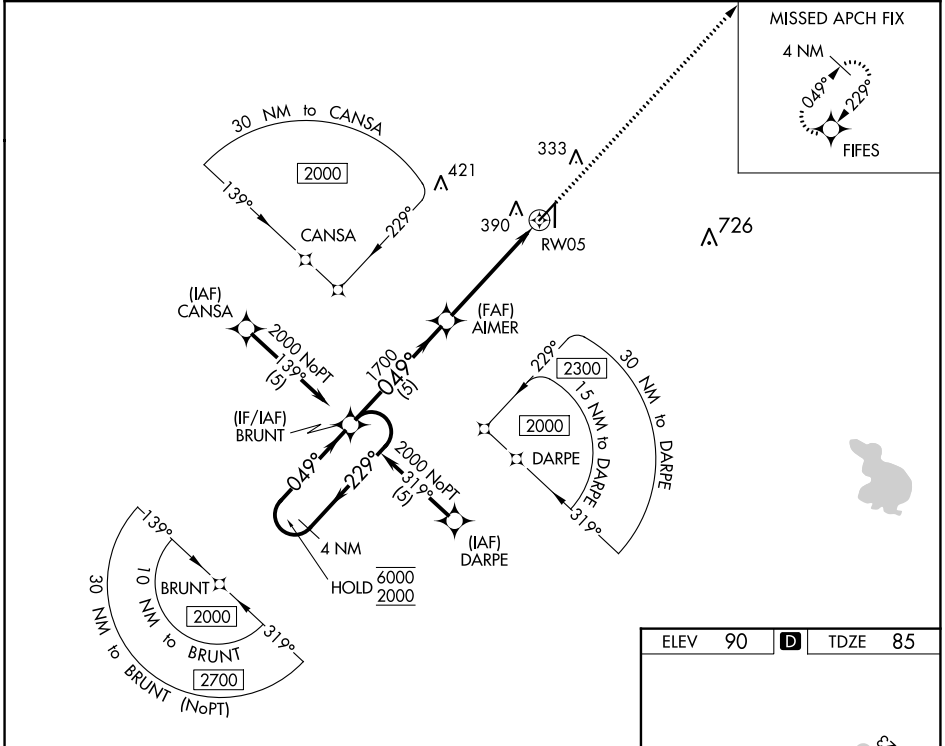 MISSED APCH FIX
4 NM
049°
229°
FIFES
30 NM to CANSA
2000
139°
229°
CANSA
421
333
390
RW05
726
(IAF)
CANSA
2000 NoPT
139°
(5)
(FAF)
AIMER
1700
049°
(5)
(IF/IAF)
BRUNT
049°
229°
2000 NoPT
319°
(5)
(IAF)
DARPE
4 NM
HOLD 6000
2000
229°
2300
30 NM to DARPE
15 NM to DARPE
2000
DARPE
319°
139°
BRUNT
2000
319°
10 NM to BRUNT
2700
30 NM to BRUNT (NoPT)
ELEV 90 D TDZE 85